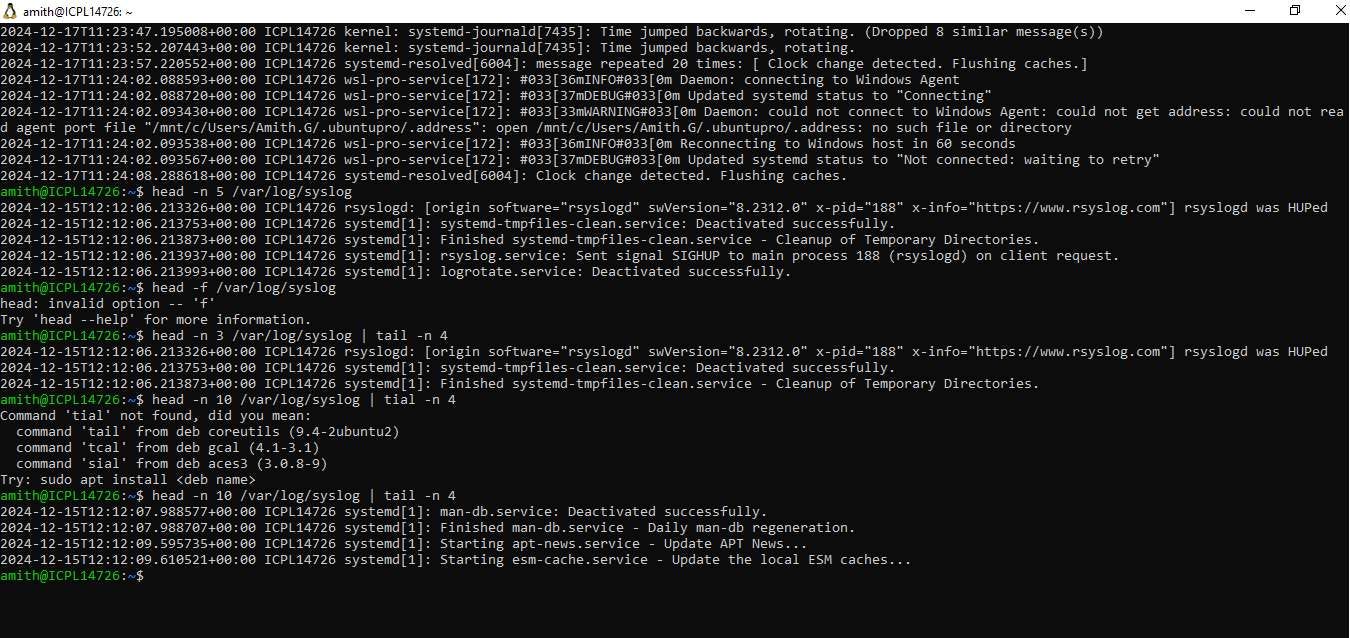 amith@ICPL14726: ~
2024-12-17T11:23:47.195008+00:00 ICPL14726 kernel: systemd-journald[7435]: Time jumped backwards, rotating. (Dropped 8 similar message(s))
2024-12-17T11:23:52.207443+00:00 ICPL14726 kernel: systemd-journald[7435]: Time jumped backwards, rotating.
2024-12-17T11:23:57.220552+00:00 ICPL14726 systemd-resolved[6004]: message repeated 20 times: [ Clock change detected. Flushing caches.]
2024-12-17T11:24:02.088593+00:00 ICPL14726 wsl-pro-service[172]: #033[36mINFO#033[0m Daemon: connecting to Windows Agent
2024-12-17T11:24:02.088720+00:00 ICPL14726 wsl-pro-service[172]: #033[37mDEBUG#033[0m Updated systemd status to "Connecting"
2024-12-17T11:24:02.093430+00:00 ICPL14726 wsl-pro-service[172]: #033[33mWARNING#033[0m Daemon: could not connect to Windows Agent: could not get address: could not rea
d agent port file "/mnt/c/Users/Amith.G/.ubuntupro/.address": open /mnt/c/Users/Amith.G/.ubuntupro/.address: no such file or directory
2024-12-17T11:24:02.093538+00:00 ICPL14726 wsl-pro-service[172]: #033[36mINFO#033[0m Reconnecting to Windows host in 60 seconds
2024-12-17T11:24:02.093567+00:00 ICPL14726 wsl-pro-service[172]: #033[37mDEBUG#033[0m Updated systemd status to "Not connected: waiting to retry"
2024-12-17T11:24:08.288618+00:00 ICPL14726 systemd-resolved[6004]: Clock change detected. Flushing caches.
amith@ICPL14726:~$ head -n 5 /var/log/syslog
2024-12-15T12:12:06.213326+00:00 ICPL14726 rsyslogd: [origin software="rsyslogd" swVersion="8.2312.0" x-pid="188" x-info="https://www.rsyslog.com"] rsyslogd was HUPed
2024-12-15T12:12:06.213753+00:00 ICPL14726 systemd[1]: systemd-tmpfiles-clean.service: Deactivated successfully.
2024-12-15T12:12:06.213873+00:00 ICPL14726 systemd[1]: Finished systemd-tmpfiles-clean.service - Cleanup of Temporary Directories.
2024-12-15T12:12:06.213937+00:00 ICPL14726 systemd[1]: rsyslog.service: Sent signal SIGHUP to main process 188 (rsyslogd) on client request.
2024-12-15T12:12:06.213993+00:00 ICPL14726 systemd[1]: logrotate.service: Deactivated successfully.
amith@ICPL14726:~$ head -f /var/log/syslog
head: invalid option -- 'f'
Try 'head --help' for more information.
amith@ICPL14726:~$ head -n 3 /var/log/syslog | tail -n 4
2024-12-15T12:12:06.213326+00:00 ICPL14726 rsyslogd: [origin software="rsyslogd" swVersion="8.2312.0" x-pid="188" x-info="https://www.rsyslog.com"] rsyslogd was HUPed
2024-12-15T12:12:06.213753+00:00 ICPL14726 systemd[1]: systemd-tmpfiles-clean.service: Deactivated successfully.
2024-12-15T12:12:06.213873+00:00 ICPL14726 systemd[1]: Finished systemd-tmpfiles-clean.service - Cleanup of Temporary Directories.
amith@ICPL14726:~$ head -n 10 /var/log/syslog | tial -n 4
Command 'tial' not found, did you mean:
  command 'tail' from deb coreutils (9.4-2ubuntu2)
  command 'tcal' from deb gcal (4.1-3.1)
  command 'sial' from deb aces3 (3.0.8-9)
Try: sudo apt install <deb name>
amith@ICPL14726:~$ head -n 10 /var/log/syslog | tail -n 4
2024-12-15T12:12:07.988577+00:00 ICPL14726 systemd[1]: man-db.service: Deactivated successfully.
2024-12-15T12:12:07.988707+00:00 ICPL14726 systemd[1]: Finished man-db.service - Daily man-db regeneration.
2024-12-15T12:12:09.595735+00:00 ICPL14726 systemd[1]: Starting apt-news.service - Update APT News...
2024-12-15T12:12:09.610521+00:00 ICPL14726 systemd[1]: Starting esm-cache.service - Update the local ESM caches...
amith@ICPL14726:~$